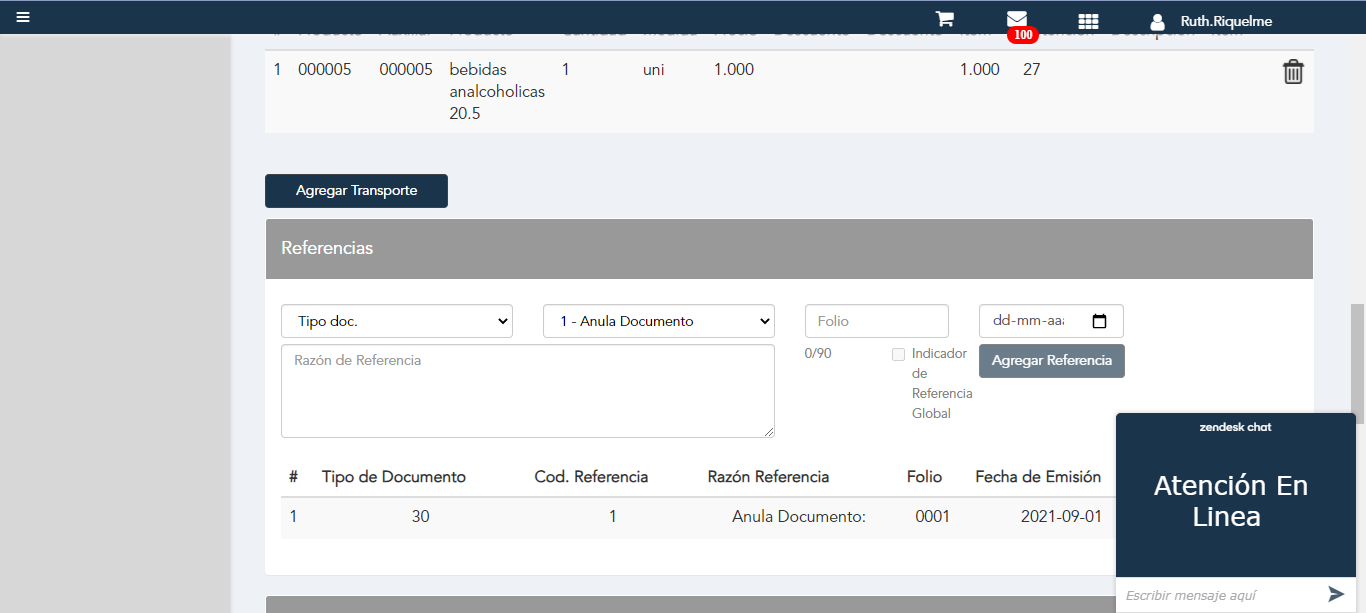 Ruth.Riquelme
100
1 000005 000005 bebidas 1 uni 1.000 1.000 27
analcoholicas
20.5
Agregar Transporte
Referencias
Tipo doc. 1 - Anula Documento Folio dd-mm-aaa
Razón de Referencia 0/90 Indicador Agregar Referencia
de
Referencia
Global
zendesk chat
# Tipo de Documento Cod. Referencia Razón Referencia Folio Fecha de Emisión
1 30 1 Anula Documento: 0001 2021-09-01
Atención En
Linea
Escribir mensaje aquí